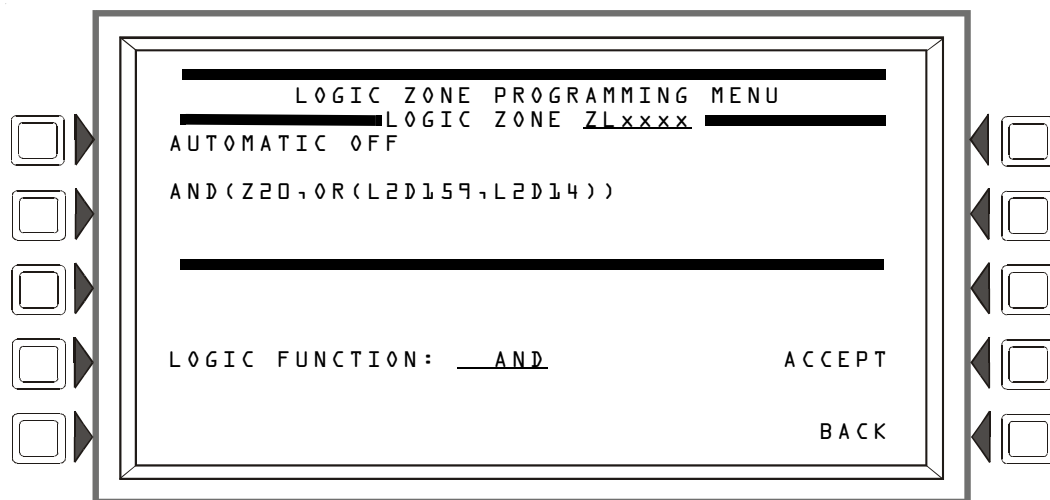 LOGIC ZONE PROGRAMMING MENU
LOGIC ZONE ZLxxxx
AUTOMATIC OFF
AND(Z20,OR(L2D159,L2D14))
LOGIC FUNCTION: AND ACCEPT
BACK